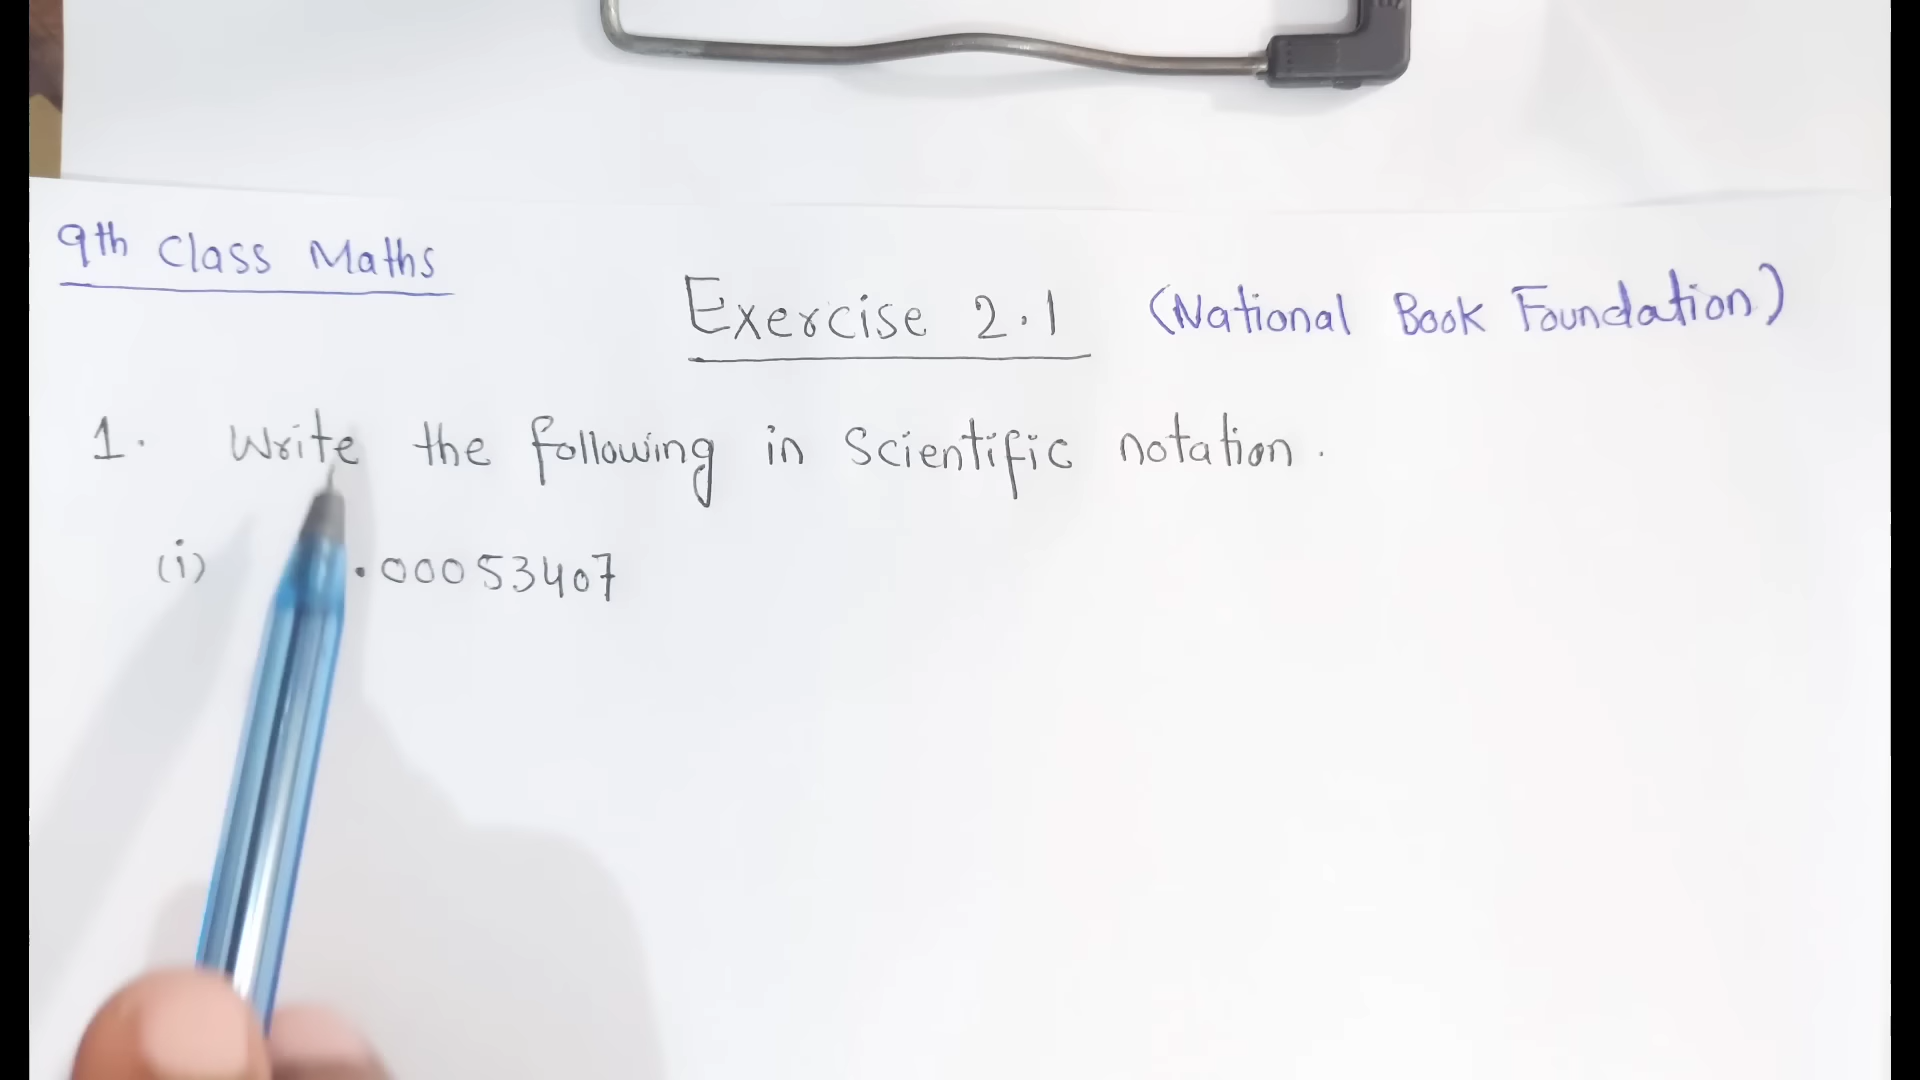 9th Class Maths
Exercise 2.1 (National Book Foundation)
1. Write the following in Scientific notation.
(i) .00053407